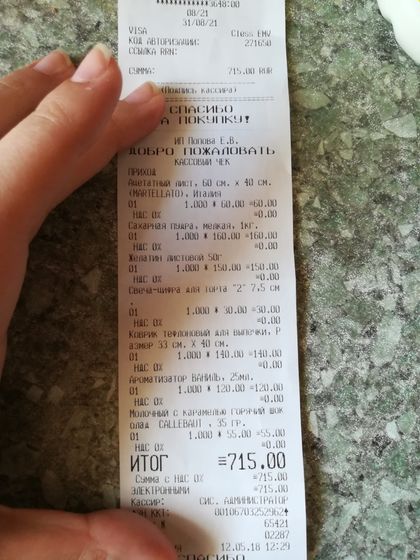 ************3648:00
08/21
31/08/21
VISA Cless EMV
КОД АВТОРИЗАЦИИ: 271650
ССЫЛКА RRN:
СУММА: 715.00 RUR
(Подпись кассира)
СПАСИБО
ЗА ПОКУПКУ!
ИП Попова Е.В.
ДОБРО ПОЖАЛОВАТЬ
КАССОВЫЙ ЧЕК
ПРИХОД
Ацетатный лист, 60 см. х 40 см.
(MARTELLATO), Италия
01 1.000 * 60.00 =60.00
НДС 0% =0.00
Сахарная пудра, мелкая, 1кг.
01 1.000 * 160.00 =160.00
НДС 0% =0.00
Желатин листовой 50г
01 1.000 * 150.00 =150.00
НДС 0% =0.00
Свеча-цифра для торта "2" 7,5 см
.
01 1.000 * 30.00 =30.00
НДС 0% =0.00
Коврик тефлоновый для выпечки, Р
азмер 33 см. Х 40 см.
01 1.000 * 140.00 =140.00
НДС 0% =0.00
Ароматизатор ВАНИЛЬ, 25мл.
01 1.000 * 120.00 =120.00
НДС 0% =0.00
Молочный с карамелью горячий шок
олад CALLEBAUT , 35 гр.
01 1.000 * 55.00 =55.00
НДС 0% =0.00
ИТОГ =715.00
Сумма с НДС 0% =715.00
ЭЛЕКТРОННЫМИ =715.00
Кассир: СИС. АДМИНИСТРАТОР
ККТ: 00106703252962
65421
02287
12.05.18 12:29
СПАСИБО